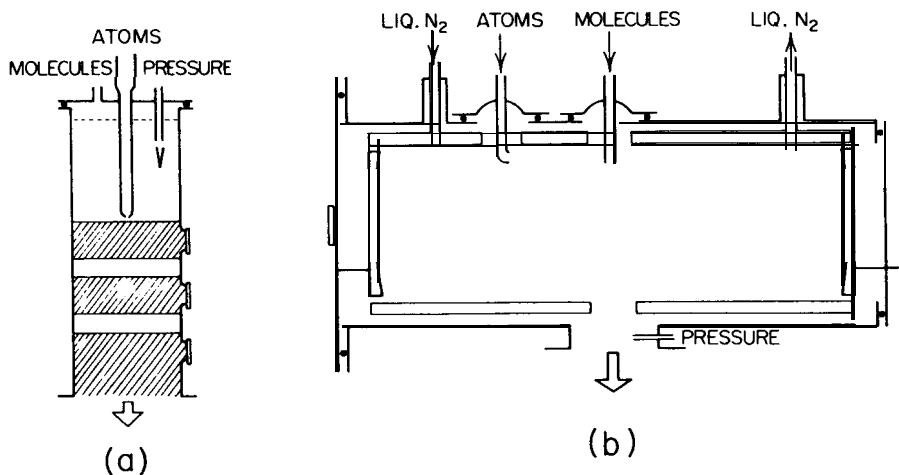 (a)
ATOMS
MOLECULES PRESSURE
LIQ. N₂ ATOMS MOLECULES LIQ. N₂
PRESSURE
(a)
(b)